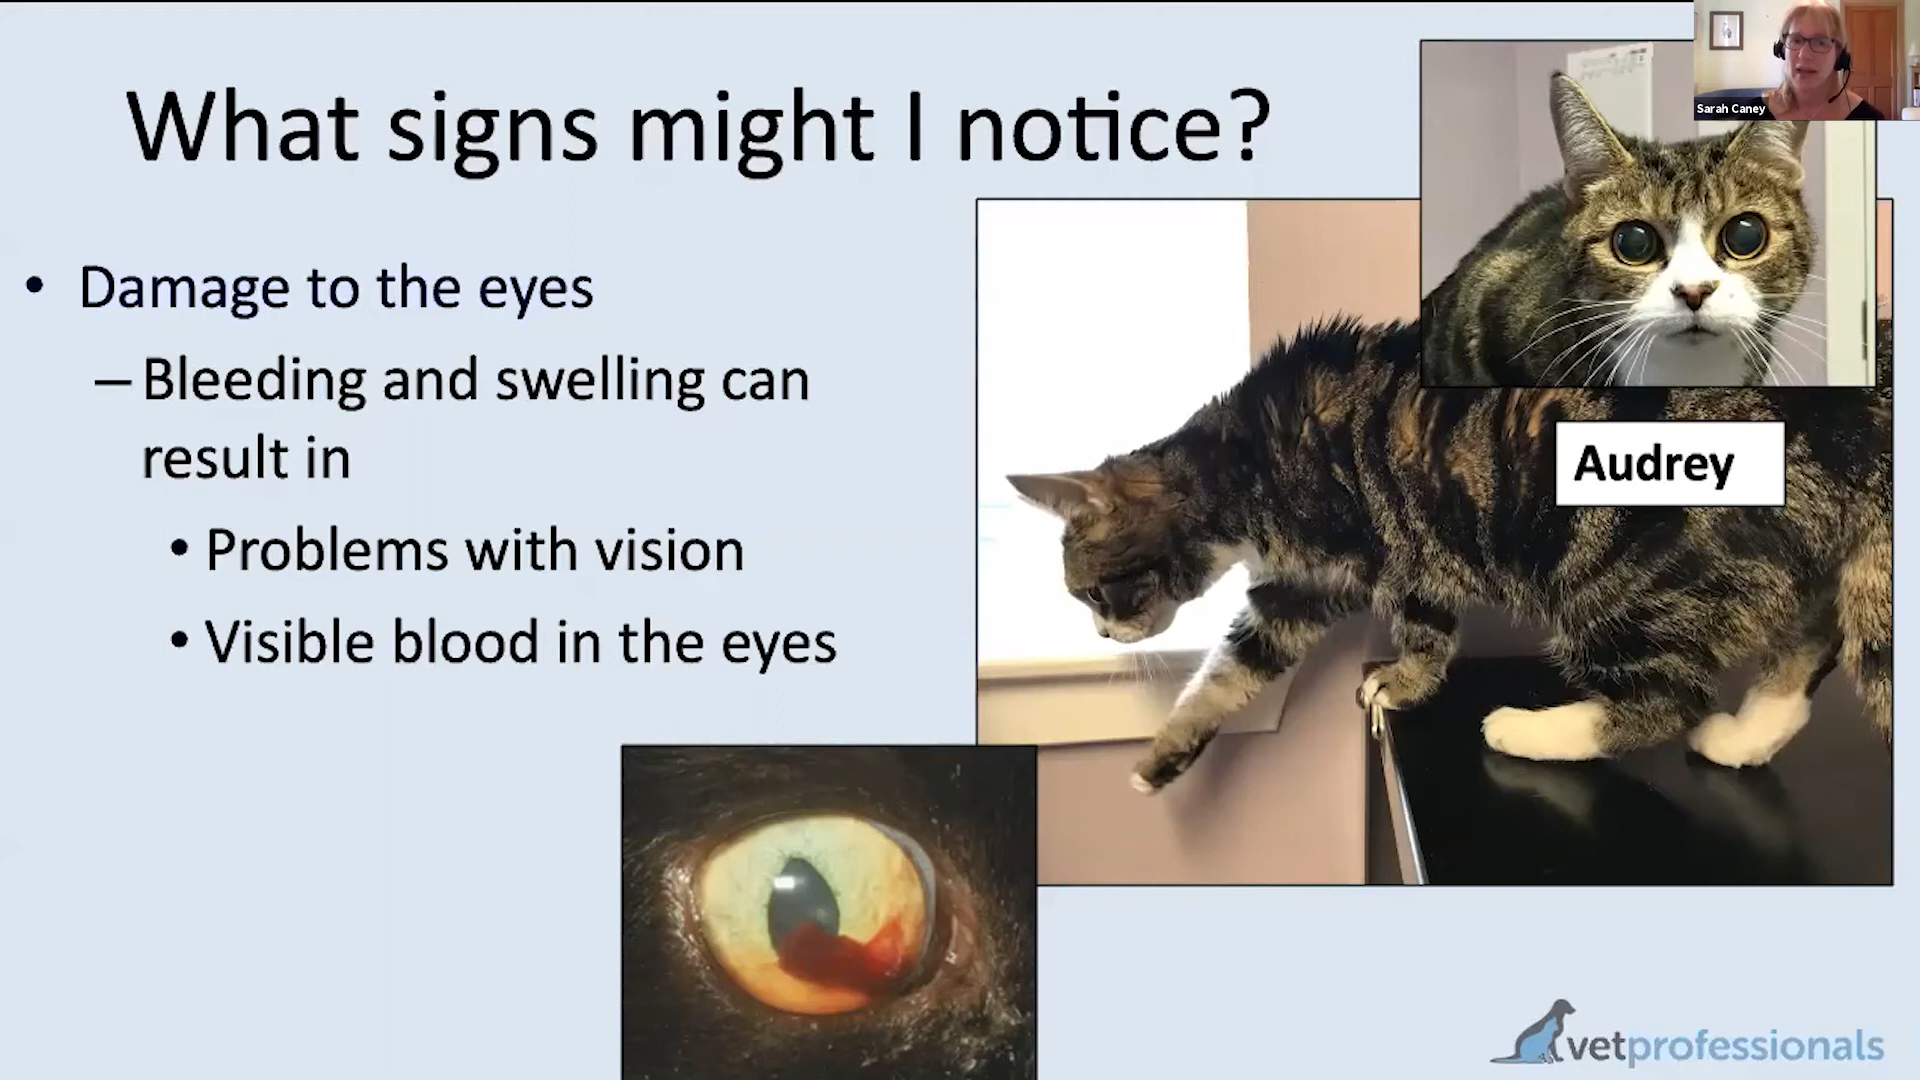 What signs might I notice?
Sarah Caney
• Damage to the eyes
– Bleeding and swelling can
result in
• Problems with vision
• Visible blood in the eyes
Audrey
vetprofessionals